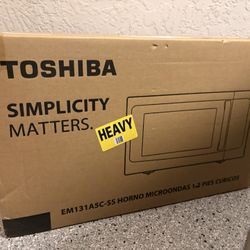 TOSHIBA
SIMPLICITY
MATTERS.
HEAVY
EM131A5C-SS HORNO MICROONDAS 1.2 PIES CUBICOS